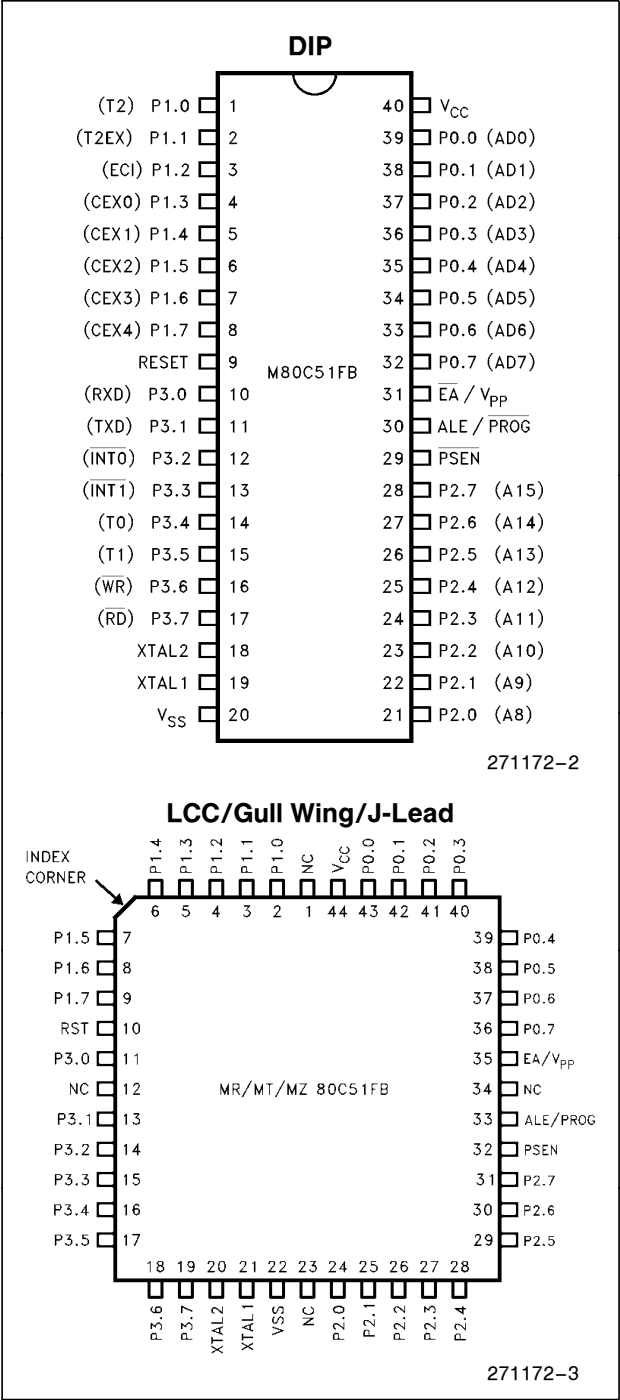 DIP
(T2) P1.0 1 40 VCC
(T2EX) P1.1 2 39 P0.0 (AD0)
(ECI) P1.2 3 38 P0.1 (AD1)
(CEX0) P1.3 4 37 P0.2 (AD2)
(CEX1) P1.4 5 36 P0.3 (AD3)
(CEX2) P1.5 6 35 P0.4 (AD4)
(CEX3) P1.6 7 34 P0.5 (AD5)
(CEX4) P1.7 8 33 P0.6 (AD6)
RESET 9 32 P0.7 (AD7)
M80C51FB
(RXD) P3.0 10 31 E̅A̅ / VPP
(TXD) P3.1 11 30 ALE / P̅R̅O̅G̅
(I̅N̅T̅0̅) P3.2 12 29 P̅S̅E̅N̅
(I̅N̅T̅1̅) P3.3 13 28 P2.7 (A15)
(T0) P3.4 14 27 P2.6 (A14)
(T1) P3.5 15 26 P2.5 (A13)
(W̅R̅) P3.6 16 25 P2.4 (A12)
(R̅D̅) P3.7 17 24 P2.3 (A11)
XTAL2 18 23 P2.2 (A10)
XTAL1 19 22 P2.1 (A9)
VSS 20 21 P2.0 (A8)
271172–2
LCC/Gull Wing/J-Lead
INDEX
CORNER
P1.4 P1.3 P1.2 P1.1 P1.0 NC VCC P0.0 P0.1 P0.2 P0.3
6 5 4 3 2 1 44 43 42 41 40
P1.5 7 39 P0.4
P1.6 8 38 P0.5
P1.7 9 37 P0.6
RST 10 36 P0.7
P3.0 11 35 EA/VPP
NC 12 MR/MT/MZ 80C51FB 34 NC
P3.1 13 33 ALE/PROG
P3.2 14 32 PSEN
P3.3 15 31 P2.7
P3.4 16 30 P2.6
P3.5 17 29 P2.5
18 19 20 21 22 23 24 25 26 27 28
P3.6 P3.7 XTAL2 XTAL1 VSS NC P2.0 P2.1 P2.2 P2.3 P2.4
271172–3